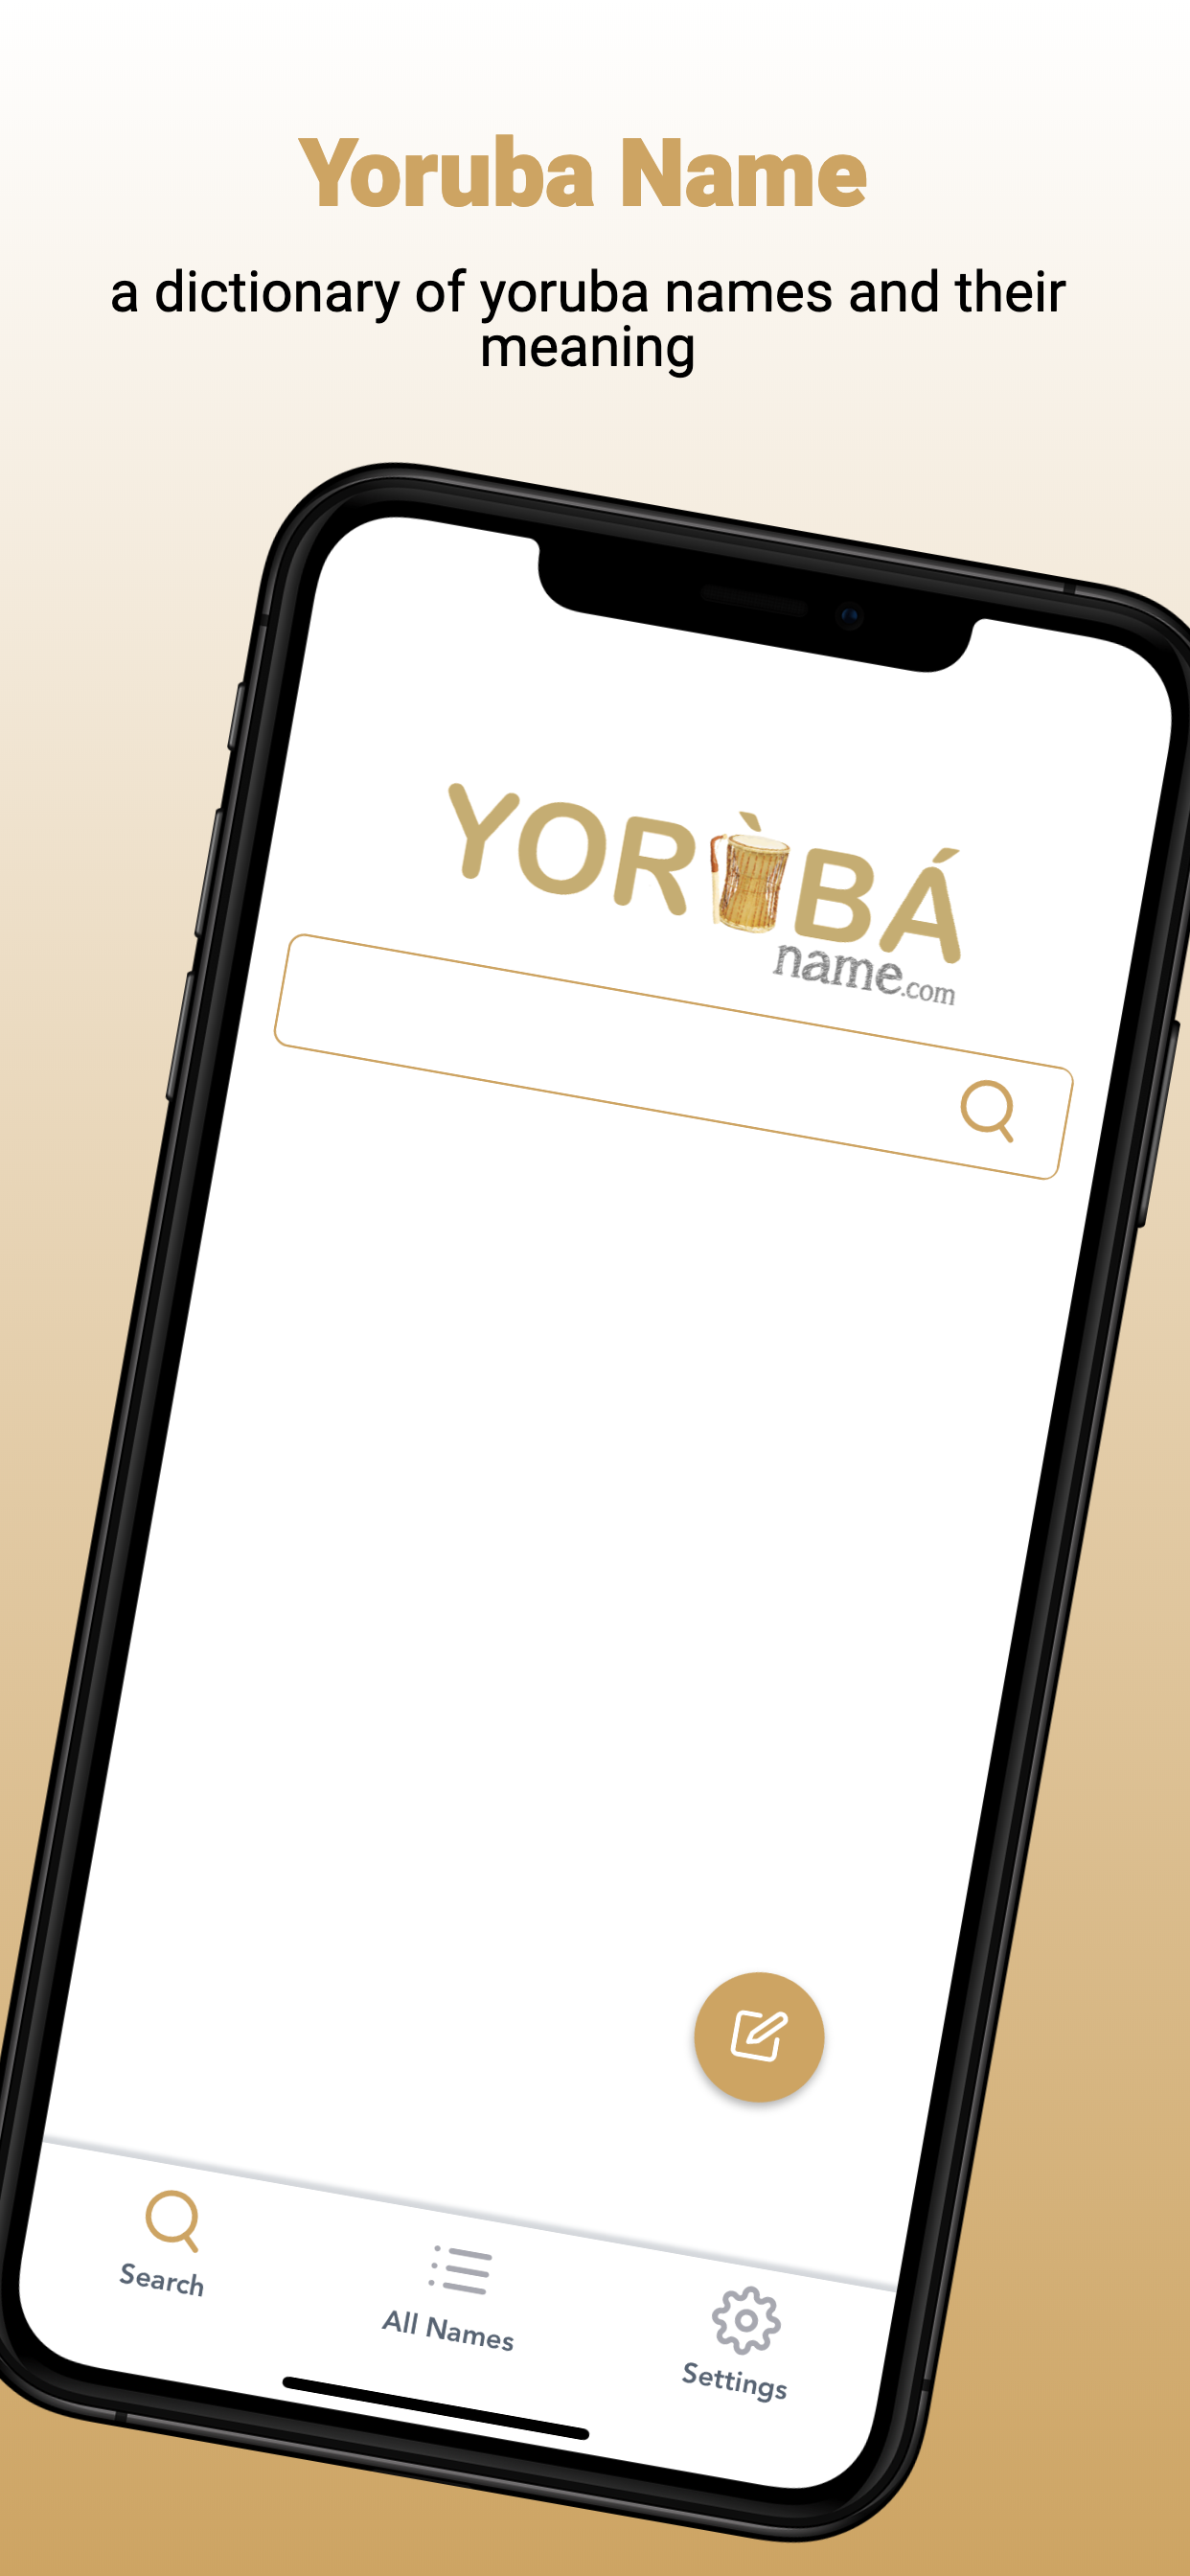 Yoruba Name
a dictionary of yoruba names and their
meaning
YORÙBÁ
name.com
Search
All Names
Settings